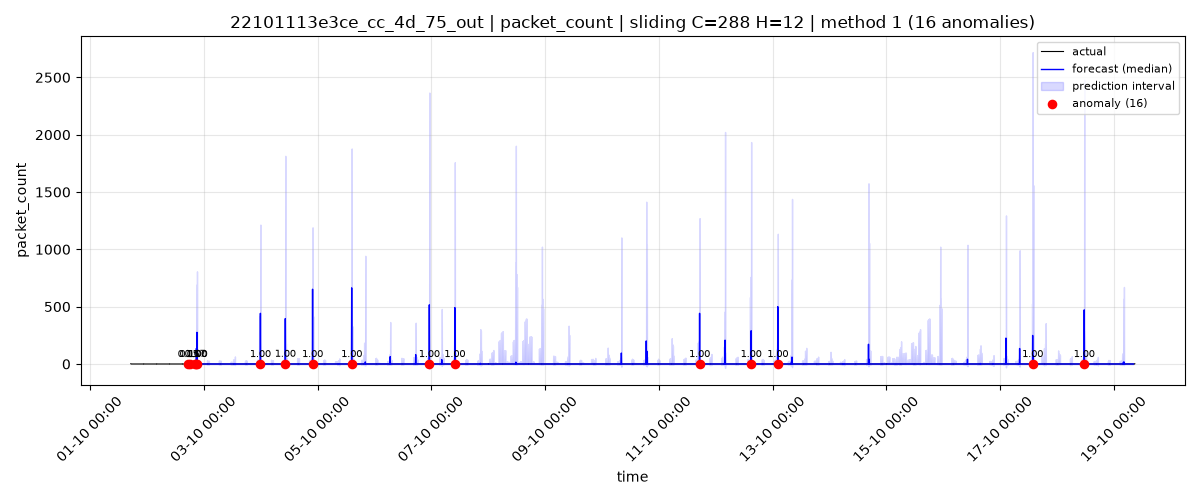 22101113e3ce_cc_4d_75_out | packet_count | sliding C=288 H=12 | method 1 (16 anomalies)
actual
forecast (median)
prediction interval
anomaly (16)
packet_count
2500
2000
1500
1000
500
0
1.00 1.00 1.00 1.00 1.00 1.00 1.00 1.00 1.00 1.00 1.00
01-10 00:00
03-10 00:00
05-10 00:00
07-10 00:00
09-10 00:00
11-10 00:00
13-10 00:00
15-10 00:00
17-10 00:00
19-10 00:00
time